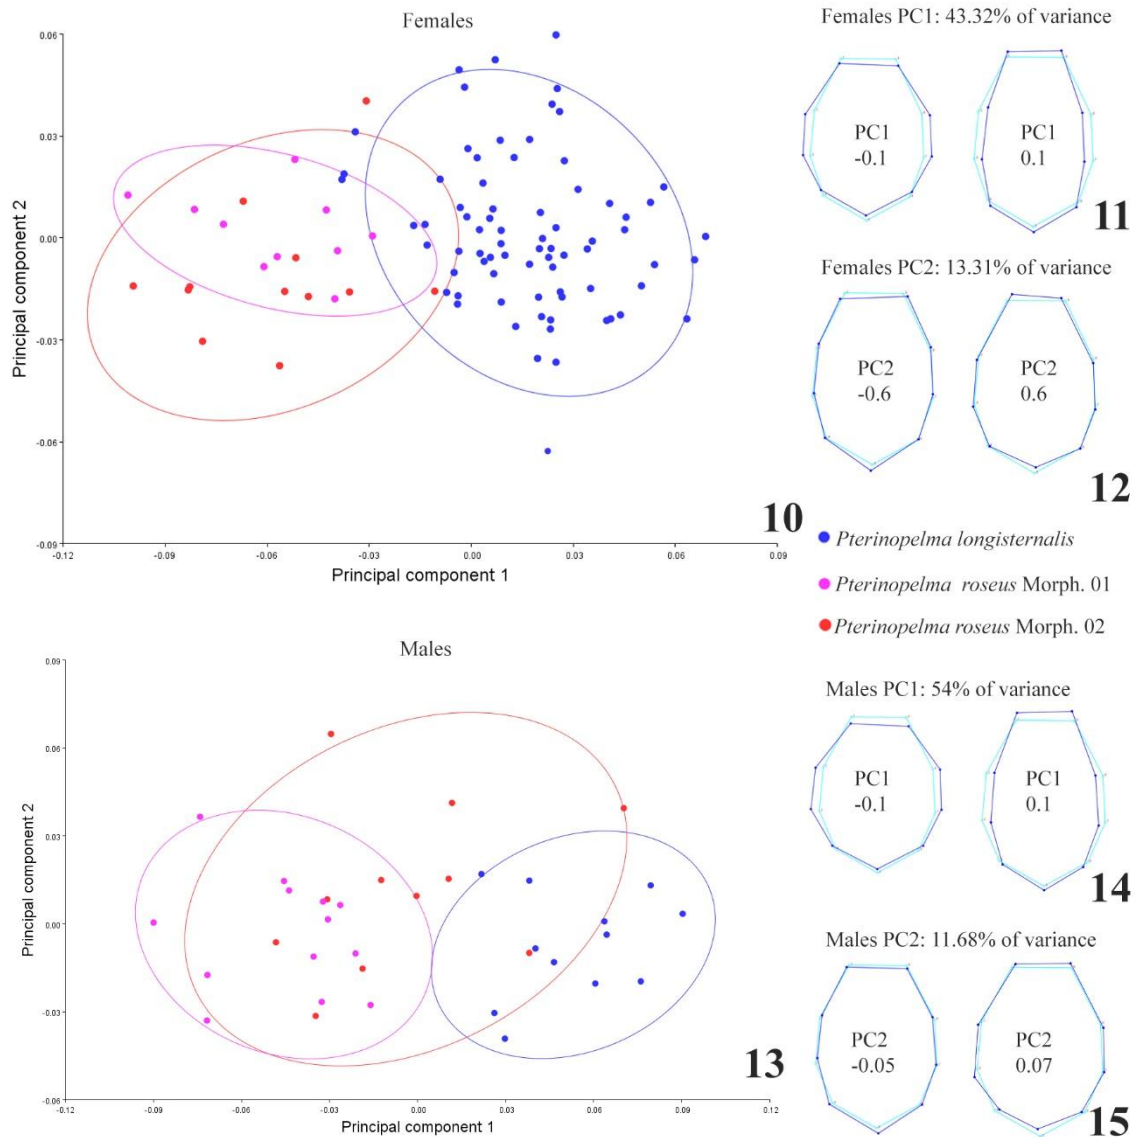 Females
0.06
0.03
0.00
-0.03
-0.06
-0.09
Principal component 2
-0.12
-0.09
-0.06
-0.03
0.00
0.03
0.06
0.09
Principal component 1
10
Females PC1: 43.32% of variance
PC1
-0.1
PC1
0.1
11
Females PC2: 13.31% of variance
PC2
-0.6
PC2
0.6
12
Pterinopelma longisternalis
Pterinopelma roseus Morph. 01
Pterinopelma roseus Morph. 02
Males
0.09
0.06
0.03
0.00
-0.03
-0.06
Principal component 2
-0.12
-0.09
-0.06
-0.03
0.00
0.03
0.06
0.09
0.12
Principal component 1
13
Males PC1: 54% of variance
PC1
-0.1
PC1
0.1
14
Males PC2: 11.68% of variance
PC2
-0.05
PC2
0.07
15